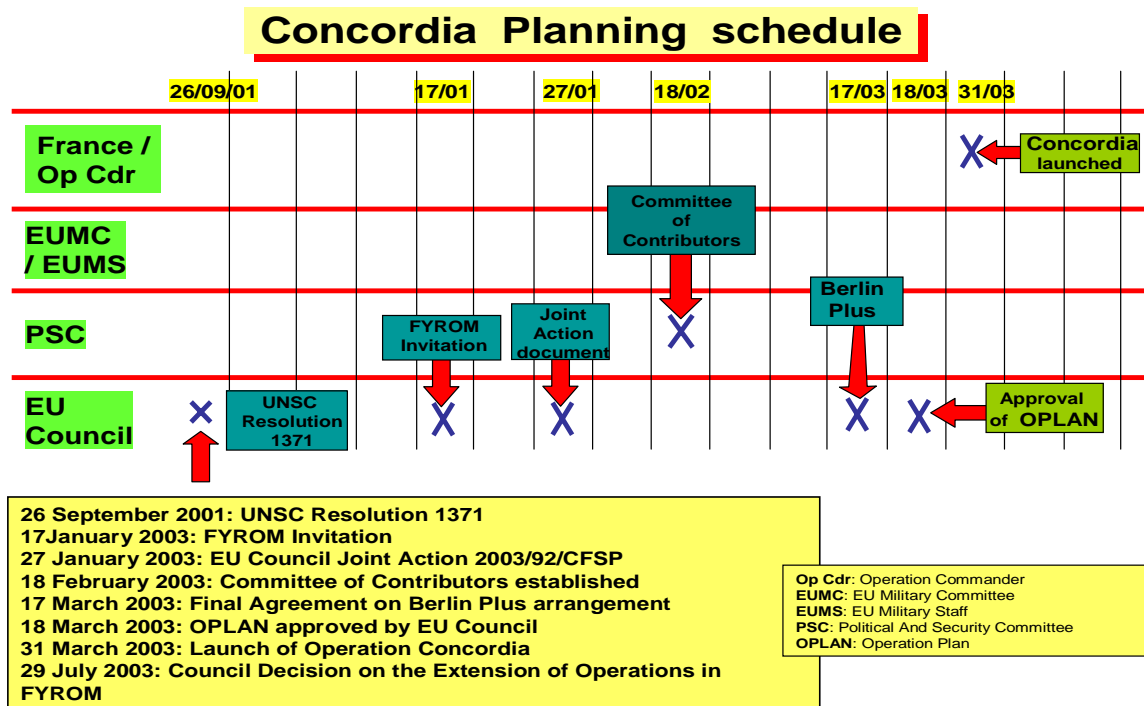 Concordia Planning schedule
26/09/01 17/01 27/01 18/02 17/03 18/03 31/03
France /
Op Cdr
Concordia
launched
Committee
of
Contributors
EUMC
/ EUMS
Berlin
Plus
PSC
FYROM
Invitation
Joint
Action
document
EU
Council
UNSC
Resolution
1371
Approval
of OPLAN
26 September 2001: UNSC Resolution 1371
17January 2003: FYROM Invitation
27 January 2003: EU Council Joint Action 2003/92/CFSP
18 February 2003: Committee of Contributors established
17 March 2003: Final Agreement on Berlin Plus arrangement
18 March 2003: OPLAN approved by EU Council
31 March 2003: Launch of Operation Concordia
29 July 2003: Council Decision on the Extension of Operations in
FYROM
Op Cdr: Operation Commander
EUMC: EU Military Committee
EUMS: EU Military Staff
PSC: Political And Security Committee
OPLAN: Operation Plan